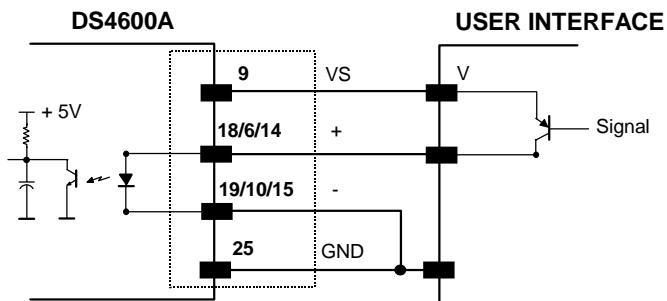 DS4600A
USER INTERFACE
9 VS V
+ 5V
18/6/14 +
Signal
19/10/15 -
25 GND